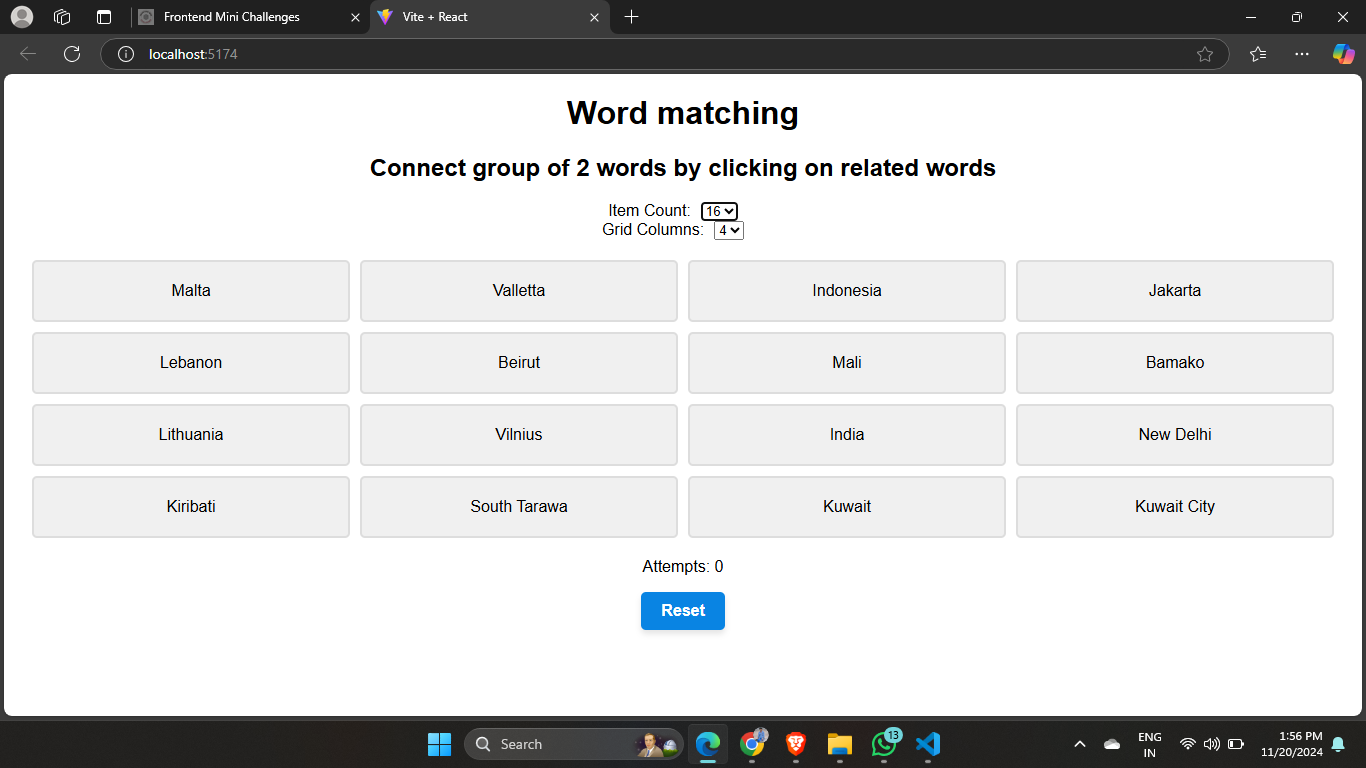 Frontend Mini Challenges
Vite + React
localhost:5174
Word matching
Connect group of 2 words by clicking on related words
Item Count: 16
Grid Columns: 4
Malta Valletta Indonesia Jakarta
Lebanon Beirut Mali Bamako
Lithuania Vilnius India New Delhi
Kiribati South Tarawa Kuwait Kuwait City
Attempts: 0
Reset
Search
13
ENG
IN
1:56 PM
11/20/2024